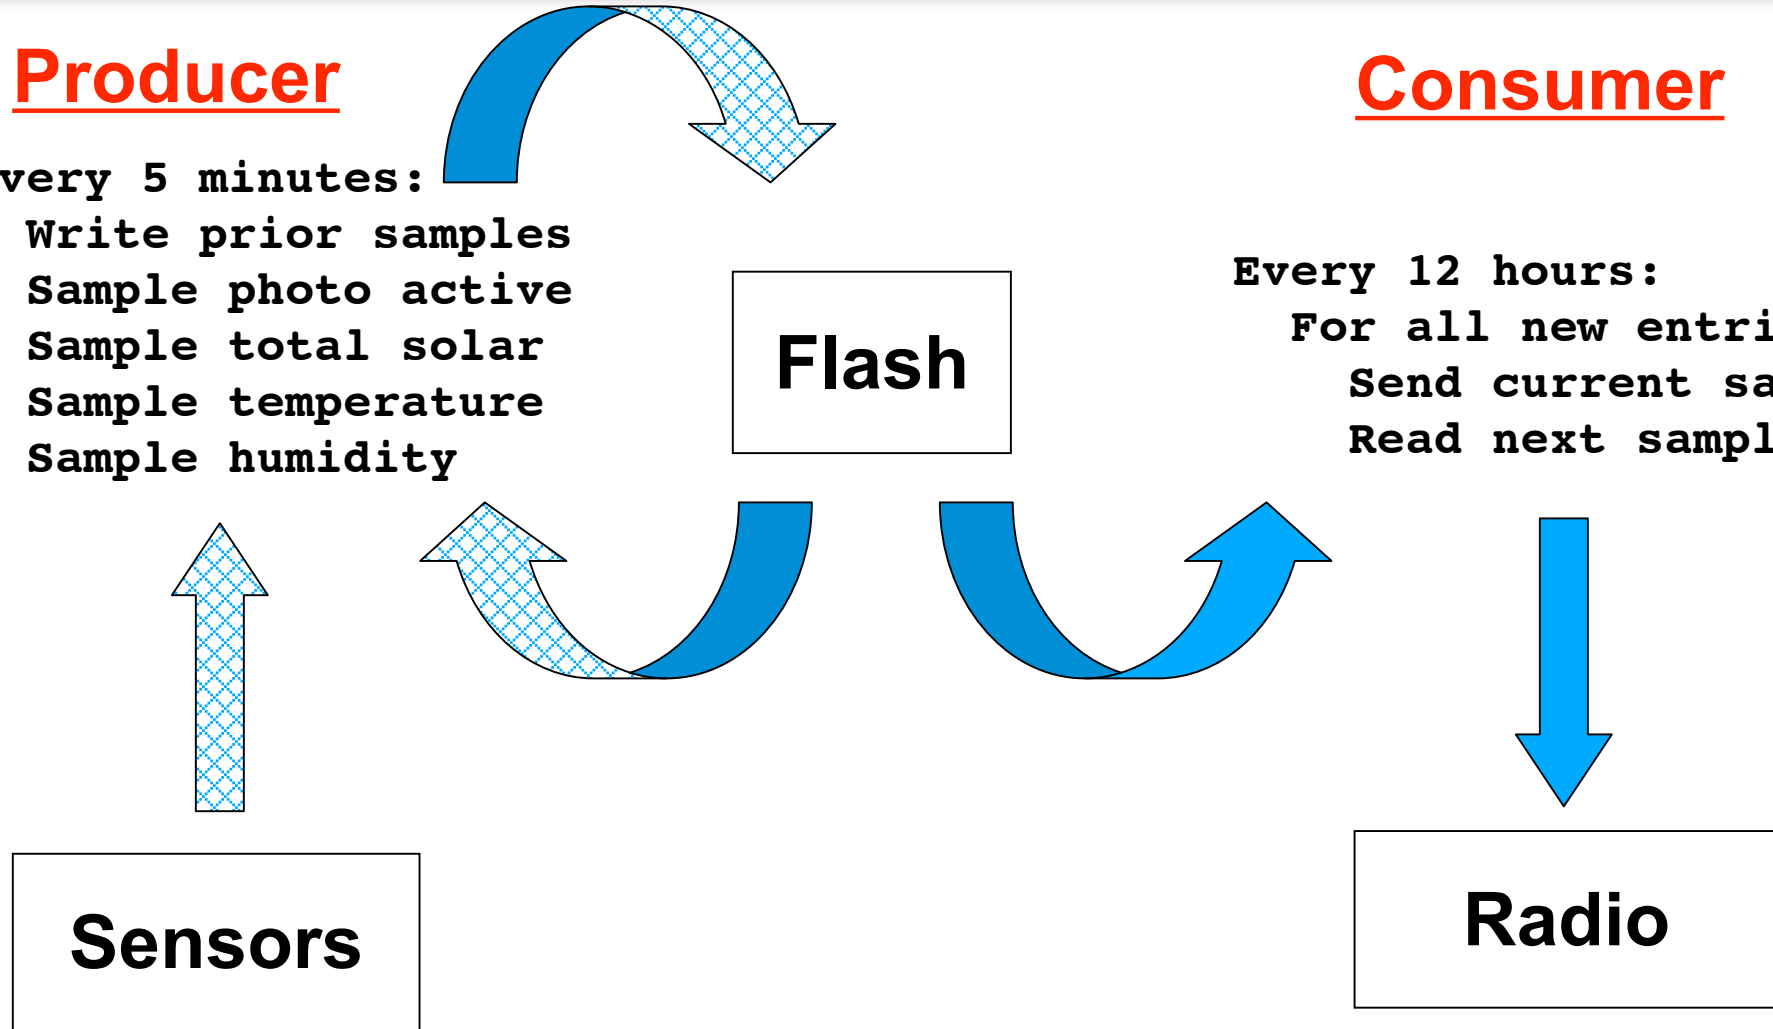 Producer
very 5 minutes:
Write prior samples
Sample photo active
Sample total solar
Sample temperature
Sample humidity
Flash
Consumer
Every 12 hours:
For all new entri
Send current sa
Read next sampl
Sensors
Radio